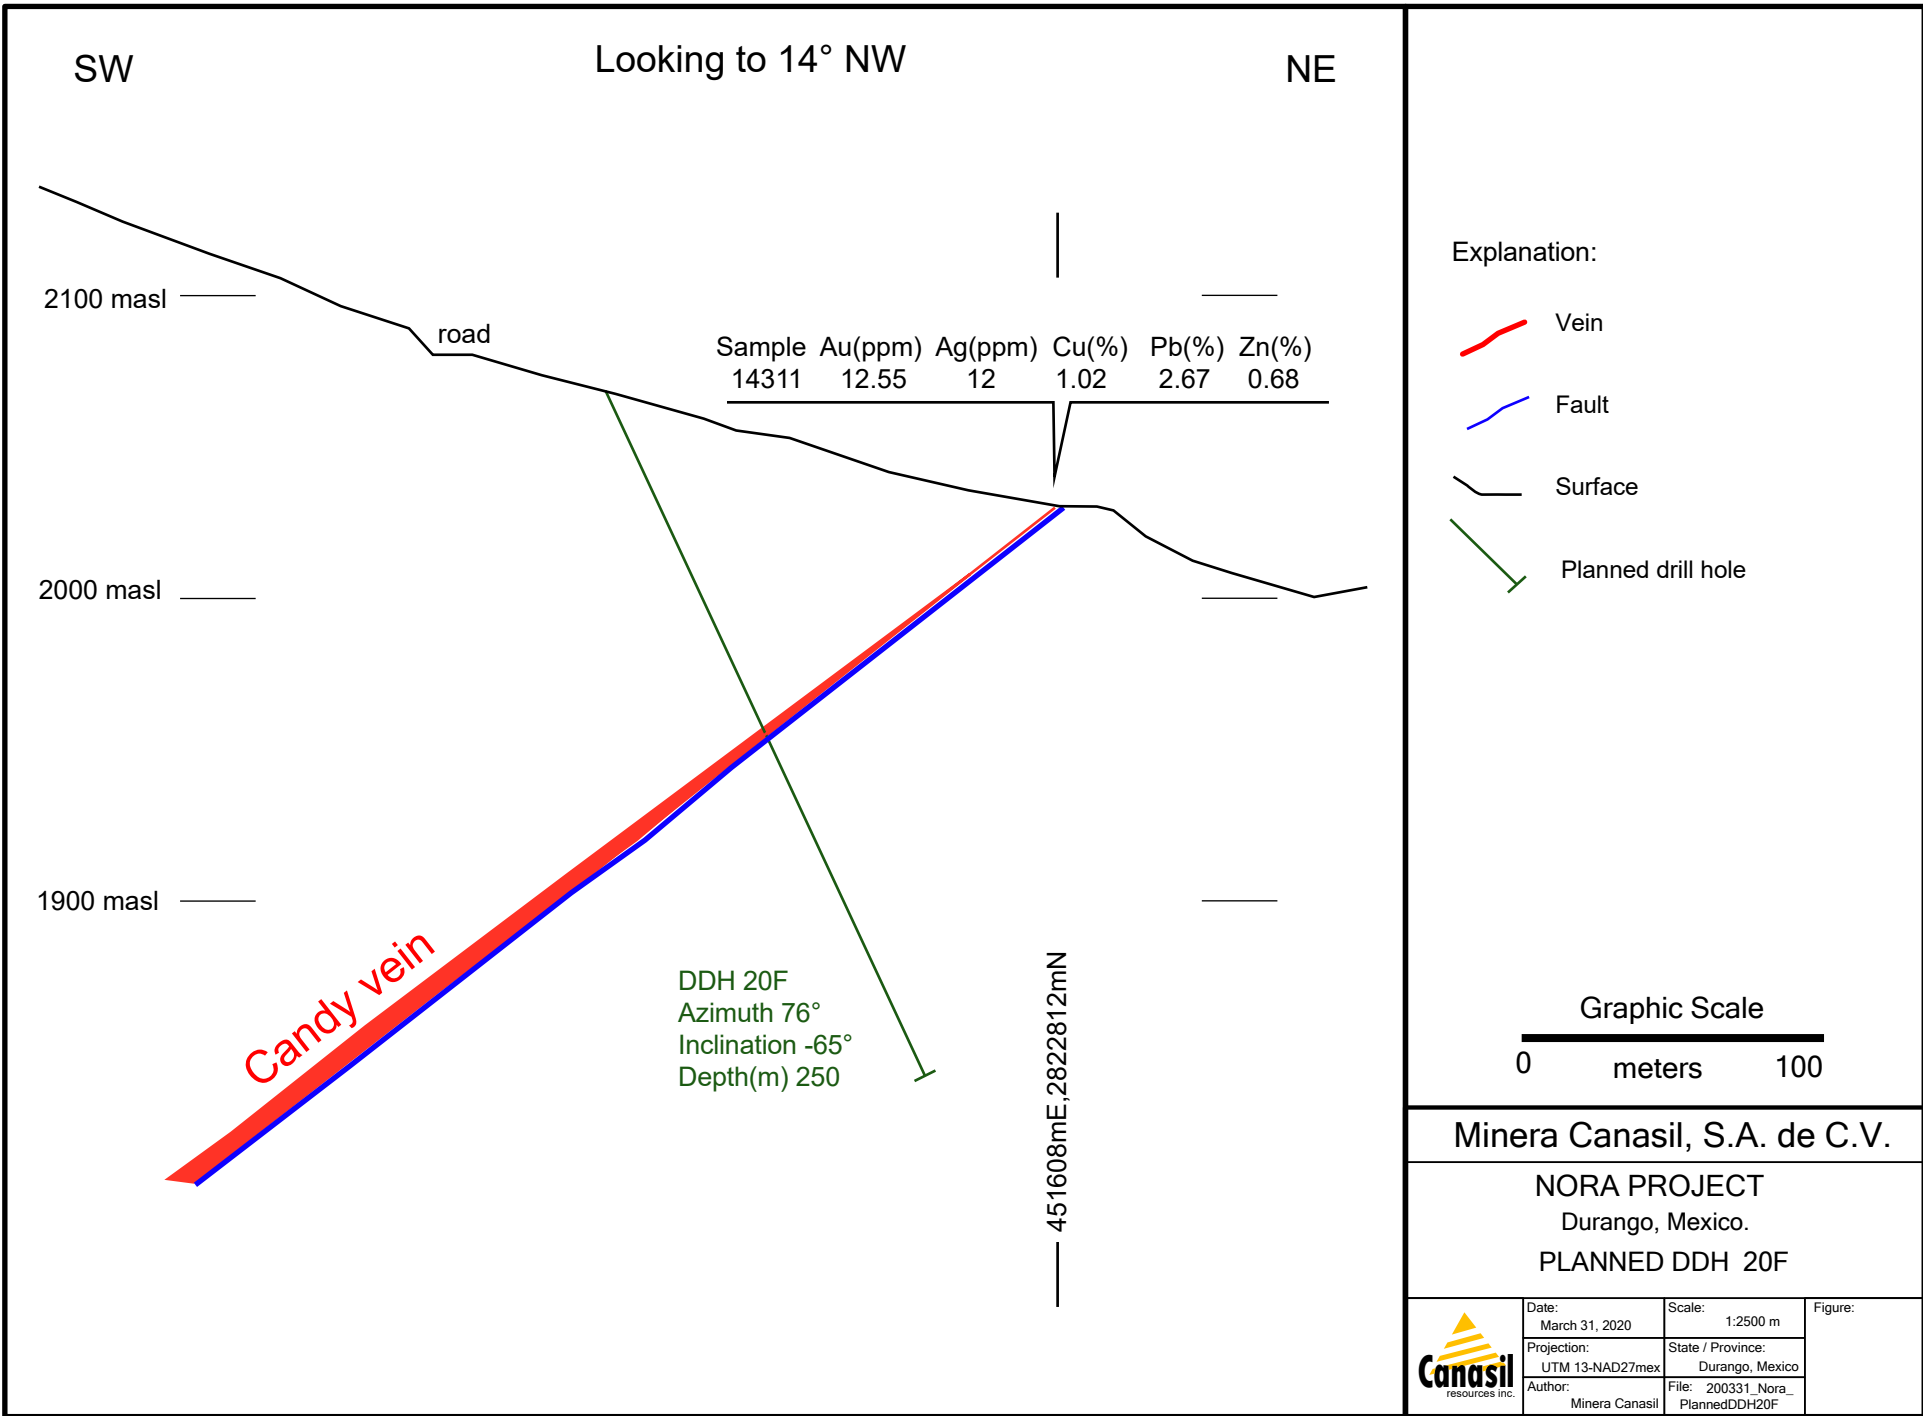 SW
Looking to 14° NW
NE
2100 masl
road
Sample Au(ppm) Ag(ppm) Cu(%) Pb(%) Zn(%)
14311 12.55 12 1.02 2.67 0.68
2000 masl
1900 masl
Candy vein
DDH 20F
Azimuth 76°
Inclination -65°
Depth(m) 250
451608mE,2822812mN
Explanation:
Vein
Fault
Surface
Planned drill hole
Graphic Scale
0 meters 100
Minera Canasil, S.A. de C.V.
NORA PROJECT
Durango, Mexico.
PLANNED DDH 20F
Canasil
resources inc.
Date:
March 31, 2020
Scale:
1:2500 m
Figure:
Projection:
UTM 13-NAD27mex
State / Province:
Durango, Mexico
Author:
Minera Canasil
File: 200331_Nora_
PlannedDDH20F